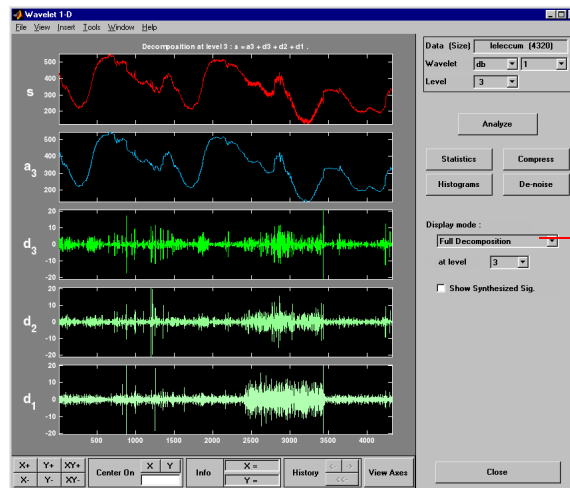 Wavelet 1-D
File View Insert Tools Window Help
Decomposition at level 3 : s = a3 + d3 + d2 + d1 .
s
500
400
300
200
a3
500
400
300
200
d3
20
10
0
-10
-20
d2
20
10
0
-10
-20
d1
20
10
0
-10
-20
500 1000 1500 2000 2500 3000 3500 4000
Data (Size) leleccum (4320)
Wavelet db 1
Level 3
Analyze
Statistics Compress
Histograms De-noise
Display mode :
Full Decomposition
at level 3
Show Synthesized Sig.
X+ Y+ XY+
X- Y- XY-
Center On X Y
Info X =
Y =
History <- ->
<<-
View Axes
Close